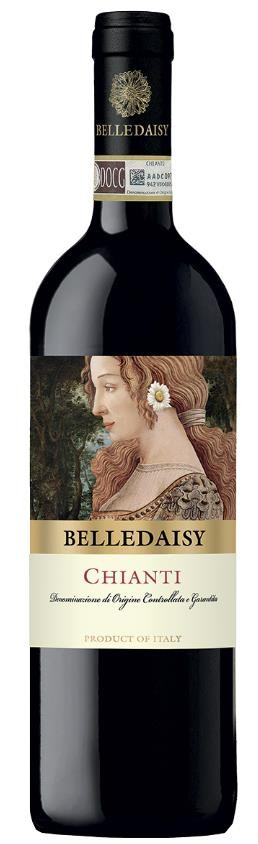 BELLEDAISY
DOCG
CHIANTI
BELLEDAISY
CHIANTI
Denominazione di Origine Controllata e Garantita
PRODUCT OF ITALY